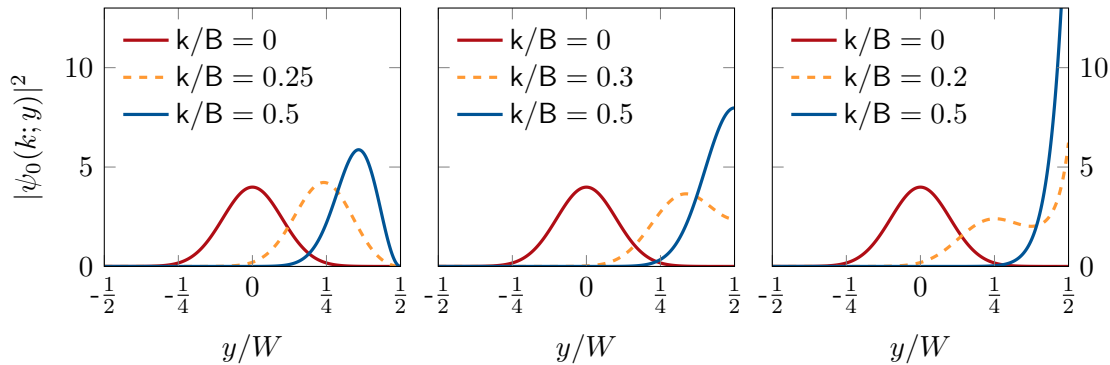 |ψ₀(k; y)|²
10
5
0
k/B = 0
k/B = 0.25
k/B = 0.5
-1/2 -1/4 0 1/4 1/2
y/W
k/B = 0
k/B = 0.3
k/B = 0.5
-1/2 -1/4 0 1/4 1/2
y/W
k/B = 0
k/B = 0.2
k/B = 0.5
-1/2 -1/4 0 1/4 1/2
y/W
10
5
0